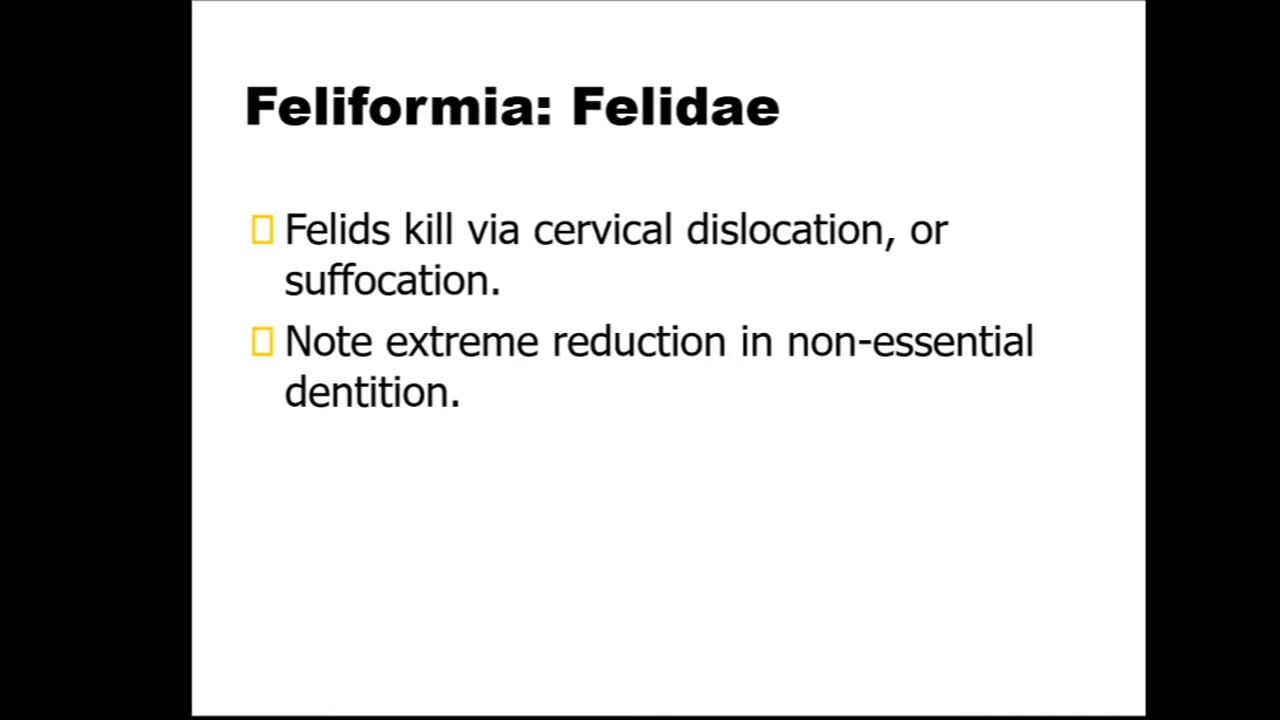 Feliformia: Felidae
Felids kill via cervical dislocation, or
suffocation.
Note extreme reduction in non-essential
dentition.